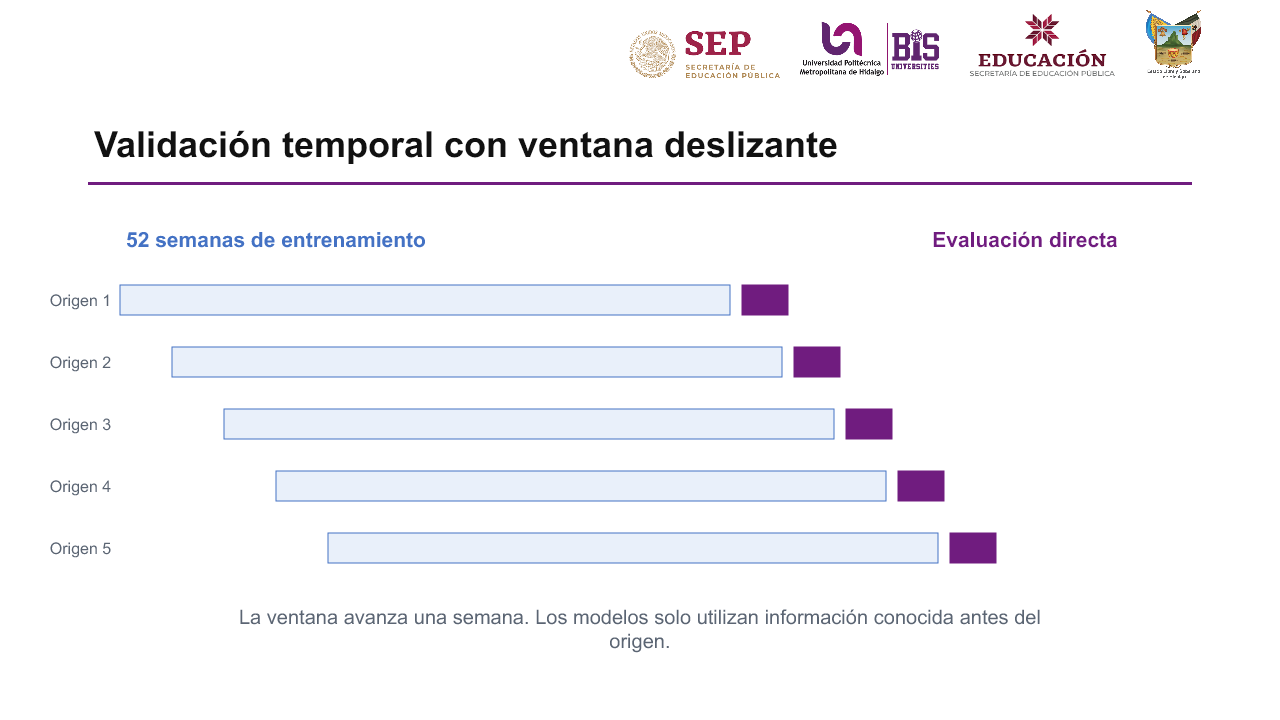 SEP
SECRETARÍA DE
EDUCACIÓN PÚBLICA
Universidad Politécnica
Metropolitana de Hidalgo
BIS
UNIVERSITIES
EDUCACIÓN
SECRETARÍA DE EDUCACIÓN PÚBLICA
Validación temporal con ventana deslizante
52 semanas de entrenamiento
Evaluación directa
Origen 1
Origen 2
Origen 3
Origen 4
Origen 5
La ventana avanza una semana. Los modelos solo utilizan información conocida antes del
origen.